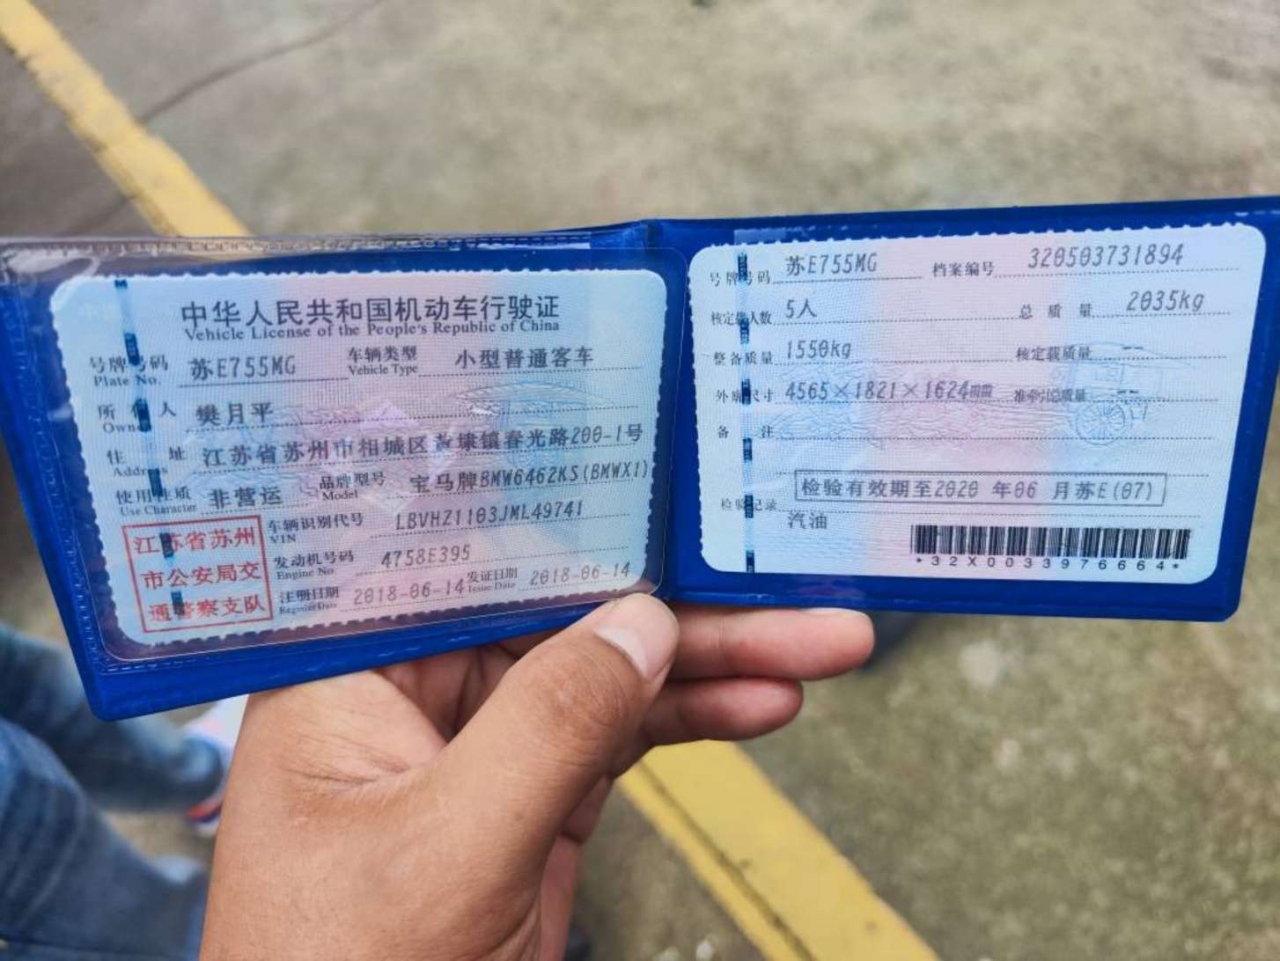 中华人民共和国机动车行驶证
Vehicle License of the People's Republic of China
号牌号码 苏E755MG 车辆类型 小型普通客车
Plate No. Vehicle Type
所有人 樊月平
Owner
住址 江苏省苏州市相城区黄埭镇春光路200-1号
Address
使用性质 非营运 品牌型号 宝马牌BMW6462KS(BMWX1)
Use Character Model
车辆识别代号 LBVHZ1103JML49741
VIN
发动机号码 4758E395
Engine No.
注册日期 2018-06-14 发证日期 2018-06-14
Register Date Issue Date
江苏省苏州
市公安局交
通警察支队
号牌号码 苏E755MG 档案编号 320503731894
核定载人数 5人 总质量 2035kg
整备质量 1550kg 核定载质量 --
外廓尺寸 4565×1821×1624mm 准牵引总质量 --
备注
检验有效期至2020 年06 月苏E(07)
检验记录
汽油
*32X0033976664*